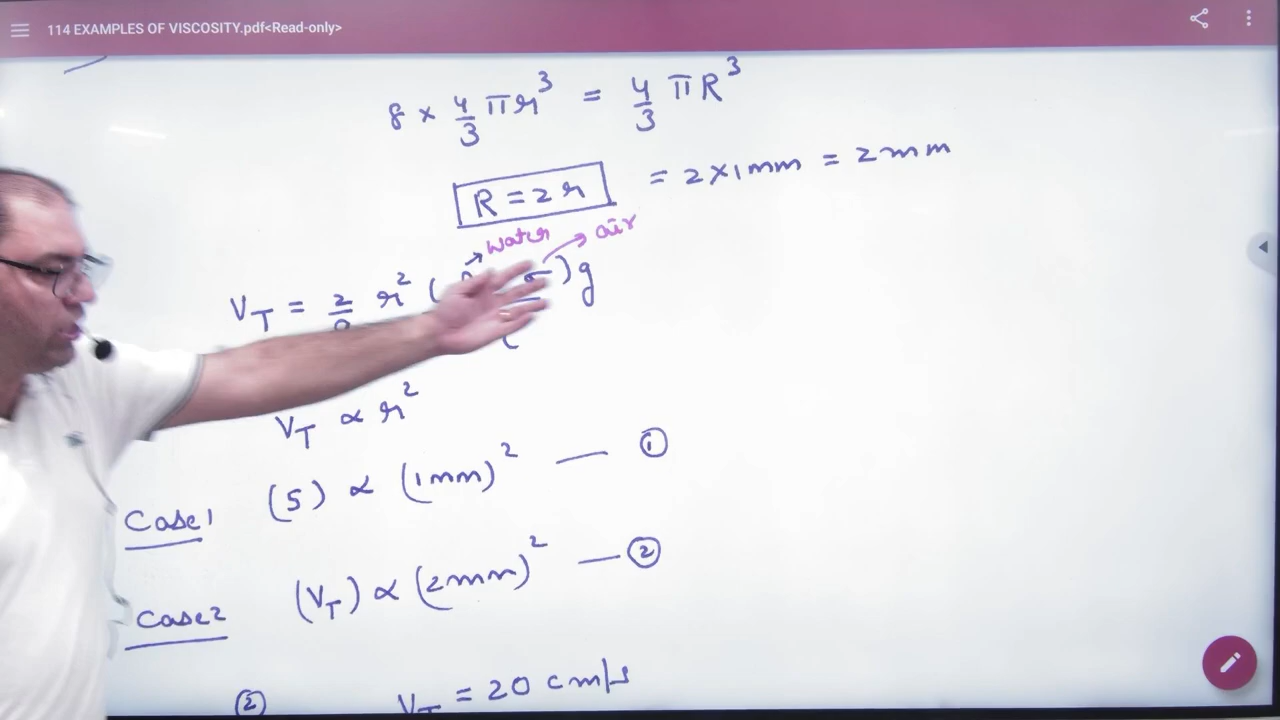 114 EXAMPLES OF VISCOSITY.pdf<Read-only>
8 × 4/3 πr³ = 4/3 πR³
R = 2r = 2×1mm = 2mm
water air
V_T = 2/9 r² ( σ)g
V_T ∝ r²
Case1 (5) ∝ (1mm)² — ①
Case2 (V_T) ∝ (2mm)² — ②
② V_T = 20 cm/s